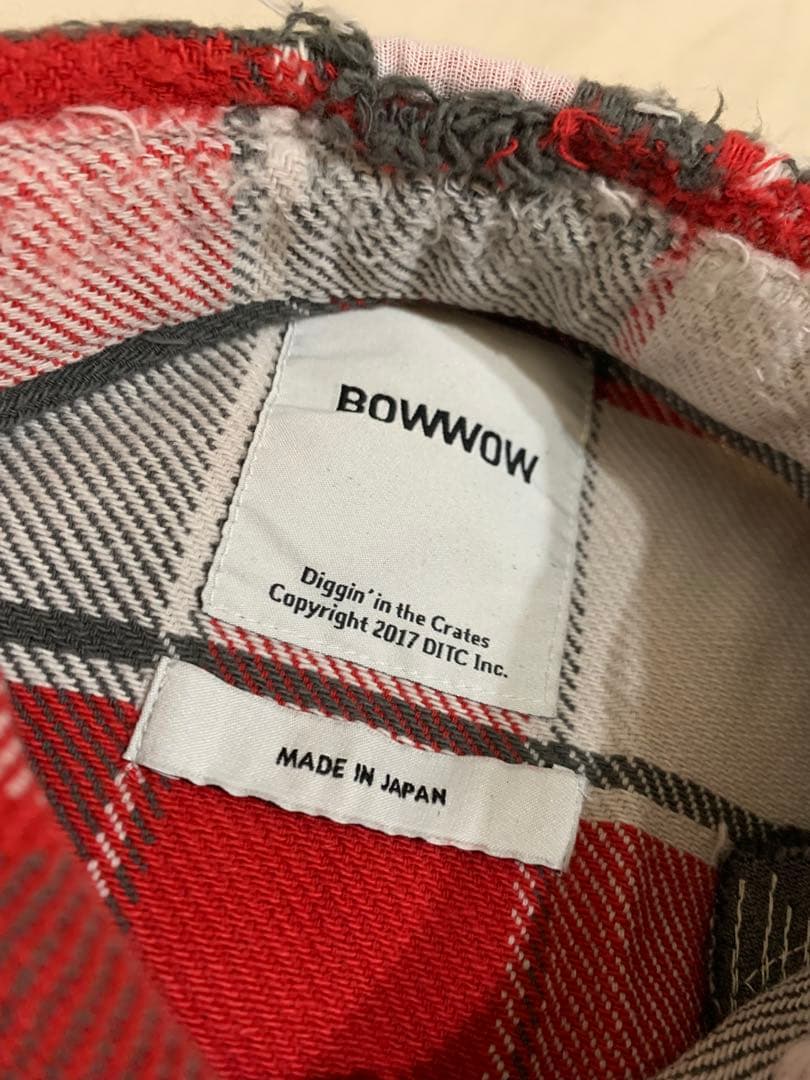 BOWWOW
Diggin' in the Crates
Copyright 2017 DITC Inc.
MADE IN JAPAN